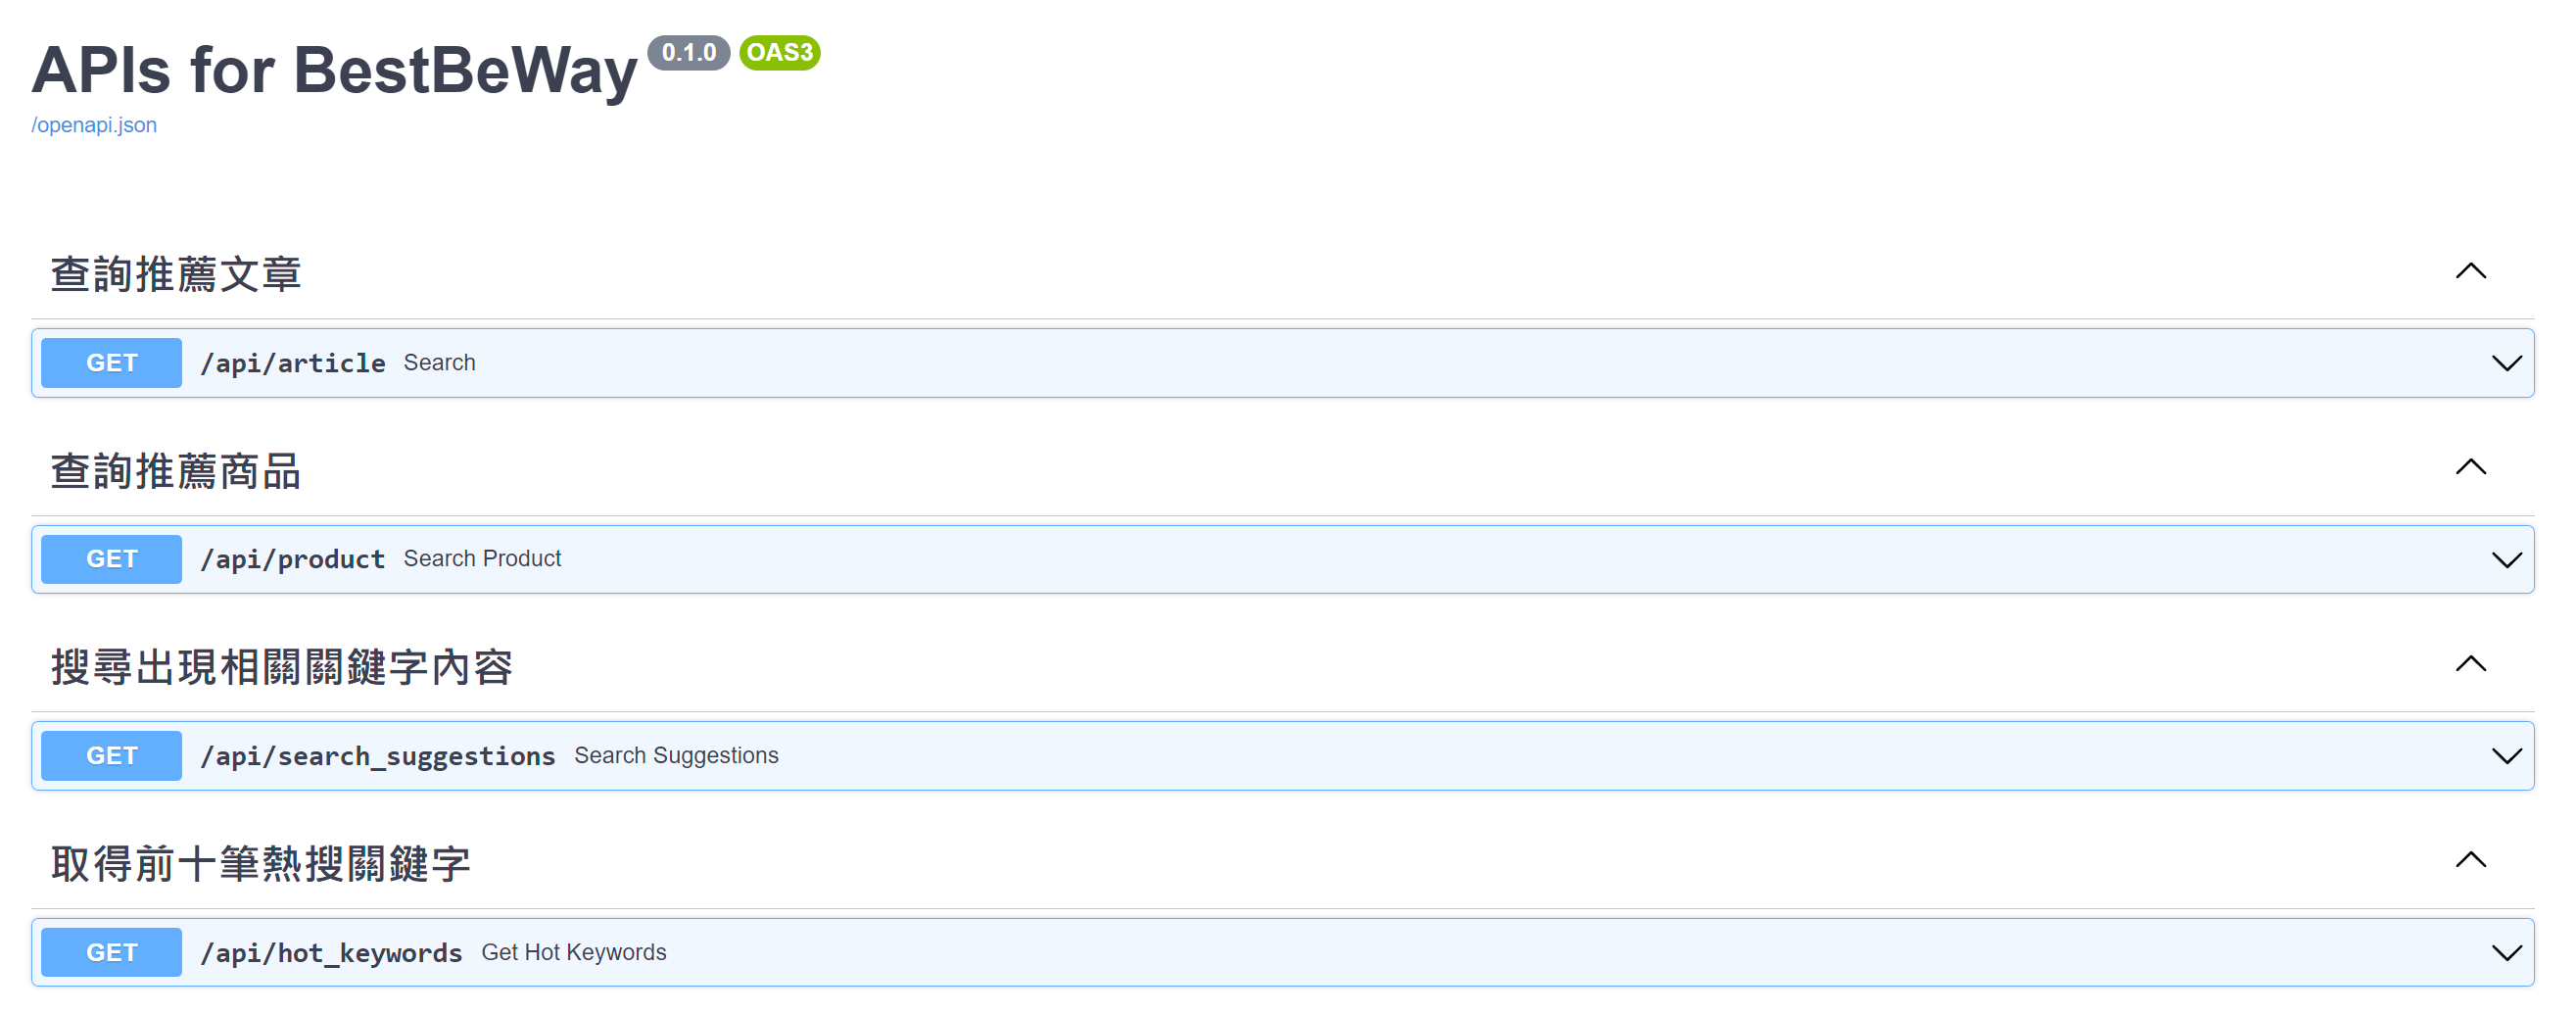 APIs for BestBeWay 0.1.0 OAS3
/openapi.json
查詢推薦文章
GET /api/article Search
查詢推薦商品
GET /api/product Search Product
搜尋出現相關關鍵字內容
GET /api/search_suggestions Search Suggestions
取得前十筆熱搜關鍵字
GET /api/hot_keywords Get Hot Keywords